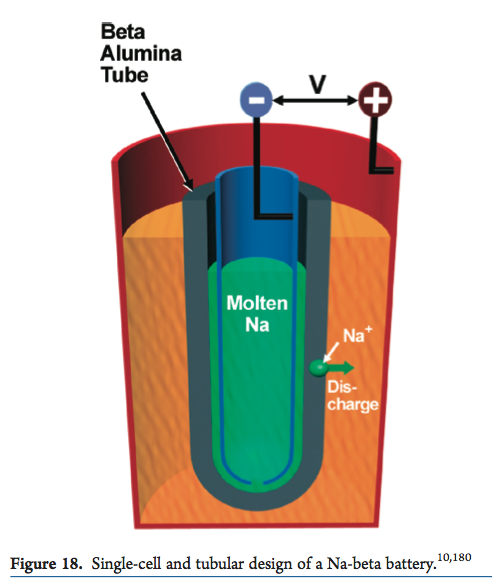 Beta
Alumina
Tube
- V +
Molten
Na
Na⁺
Dis-
charge
Figure 18. Single-cell and tubular design of a Na-beta battery.¹⁰,¹⁸⁰